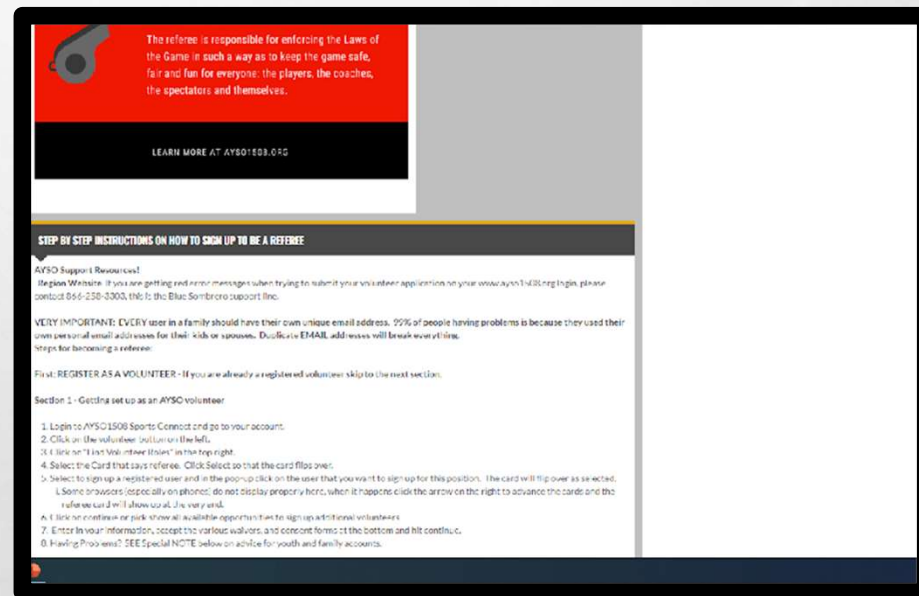 The referee is responsible for enforcing the Laws of
the Game in such a way as to keep the game safe,
fair and fun for everyone: the players, the coaches,
the spectators and themselves.
LEARN MORE AT AYSO1508.ORG
STEP BY STEP INSTRUCTIONS ON HOW TO SIGN UP TO BE A REFEREE
AYSO Support Resources!
Region Website If you are getting red error messages when trying to submit your volunteer application on your www.ayso1508.org login, please
contact 866-258-3303, this is the Blue Sombrero support line.
VERY IMPORTANT: EVERY user in a family should have their own unique email address. 99% of people having problems is because they used their
own personal email addresses for their kids or spouses. Duplicate EMAIL addresses will break everything.
Steps for becoming a referee:
First: REGISTER AS A VOLUNTEER - If you are already a registered volunteer skip to the next section.
Section 1 - Getting set up as an AYSO volunteer
1. Login to AYSO1508 Sports Connect and go to your account.
2. Click on the volunteer button on the left.
3. Click on "Find Volunteer Roles" in the top right.
4. Select the Card that says referee. Click Select so that the card flips over.
5. Select to sign up a registered user and in the pop-up click on the user that you want to sign up for this position. The card will flip over as selected.
i. Some browsers (especially on phones) do not display properly here, when it happens click the arrow on the right to advance the cards and the
referee card will show up at the very end.
6. Click on continue or pick show all available opportunities to sign up additional volunteers
7. Enter in your information, accept the various waivers, and consent forms at the bottom and hit continue.
8. Having Problems? SEE Special NOTE below on advice for youth and family accounts.